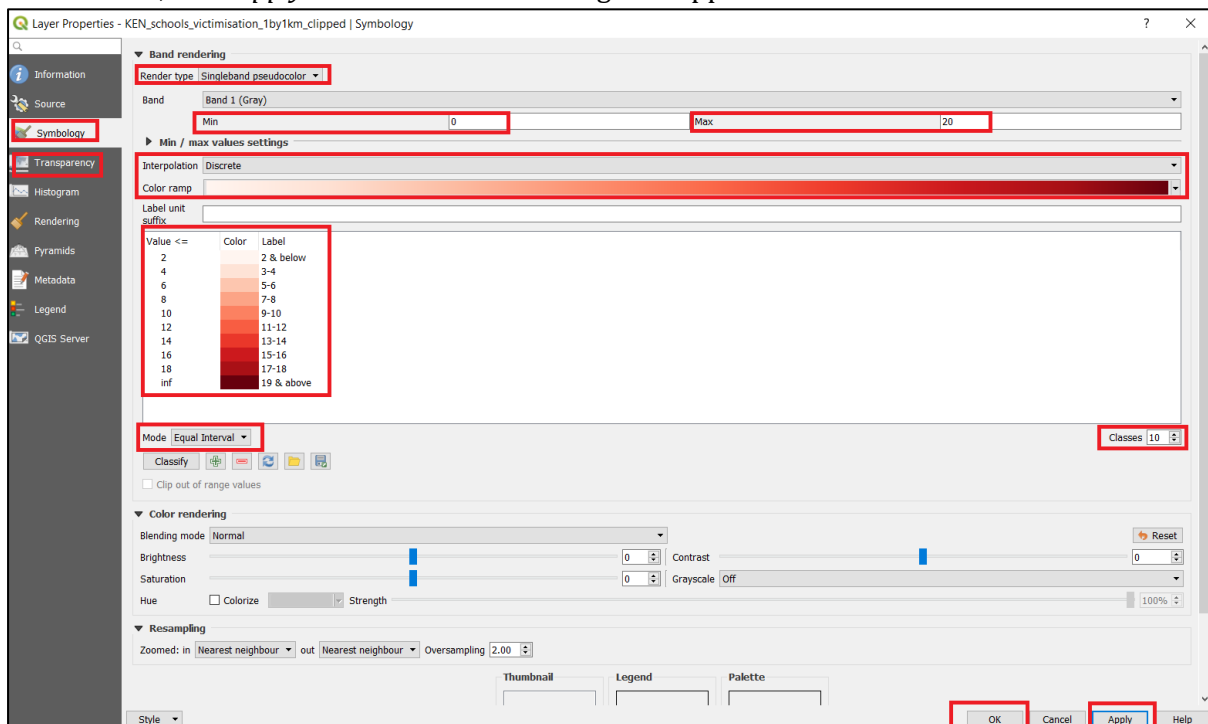 Layer Properties - KEN_schools_victimisation_1by1km_clipped | Symbology ? ×
Information
Source
Symbology
Transparency
Histogram
Rendering
Pyramids
Metadata
Legend
QGIS Server
▼ Band rendering
Render type Singleband pseudocolor
Band Band 1 (Gray)
Min 0 Max 20
▶ Min / max values settings
Interpolation Discrete
Color ramp
Label unit
suffix
Value <= Color Label
2 2 & below
4 3-4
6 5-6
8 7-8
10 9-10
12 11-12
14 13-14
16 15-16
18 17-18
inf 19 & above
Mode Equal Interval Classes 10
Classify
Clip out of range values
▼ Color rendering
Blending mode Normal Reset
Brightness 0 Contrast 0
Saturation 0 Grayscale Off
Hue Colorize Strength 100%
▼ Resampling
Zoomed: in Nearest neighbour out Nearest neighbour Oversampling 2.00
Thumbnail Legend Palette
Style OK Cancel Apply Help